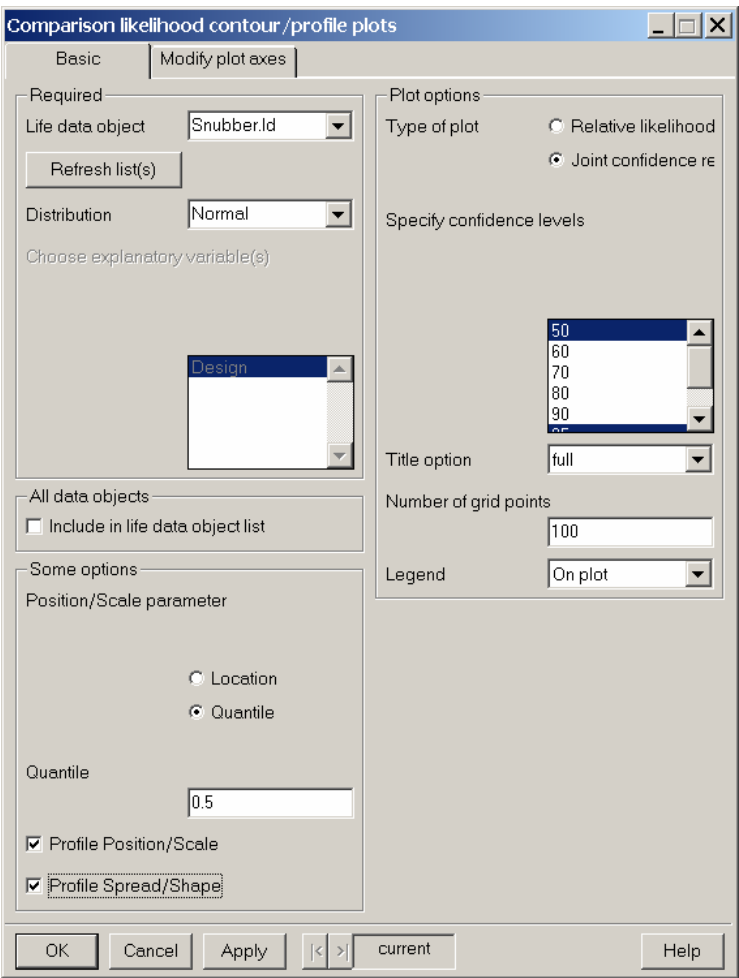 Comparison likelihood contour/profile plots
Basic
Modify plot axes
Required
Life data object
Snubber.ld
Refresh list(s)
Distribution
Normal
Choose explanatory variable(s)
Design
All data objects
Include in life data object list
Some options
Position/Scale parameter
Location
Quantile
Quantile
0.5
Profile Position/Scale
Profile Spread/Shape
Plot options
Type of plot
Relative likelihood
Joint confidence re
Specify confidence levels
50
60
70
80
90
95
Title option
full
Number of grid points
100
Legend
On plot
OK
Cancel
Apply
|<
>|
current
Help